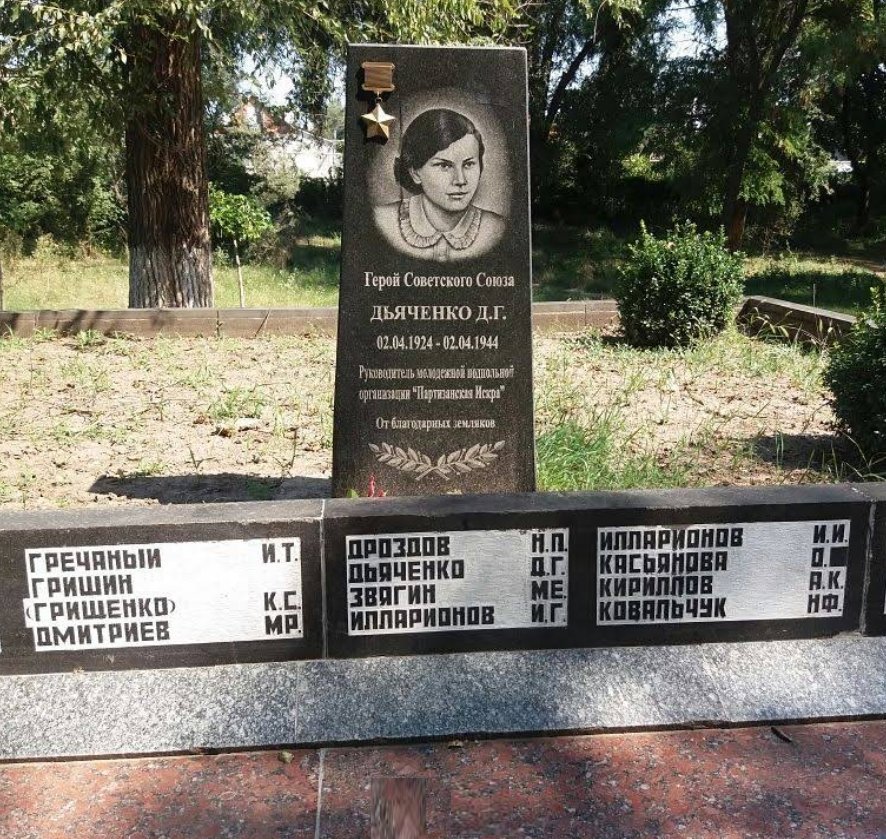 Герой Советского Союза
ДЬЯЧЕНКО Д.Г.
02.04.1924 - 02.04.1944
Руководитель молодежной подпольной
организации "Партизанская Искра"
От благодарных земляков
ГРЕЧАНЫЙ И.Т.
ГРИШИН
(ГРИЩЕНКО) К.С.
ДМИТРИЕВ М.Р.
ДРОЗДОВ Н.П.
ДЬЯЧЕНКО Д.Г.
ЗВЯГИН М.Е.
ИЛЛАРИОНОВ И.Г.
ИЛЛАРИОНОВ И.И.
КАСЬЯНОВА О.
КИРИЛЛОВ А.К.
КОВАЛЬЧУК Н.Ф.